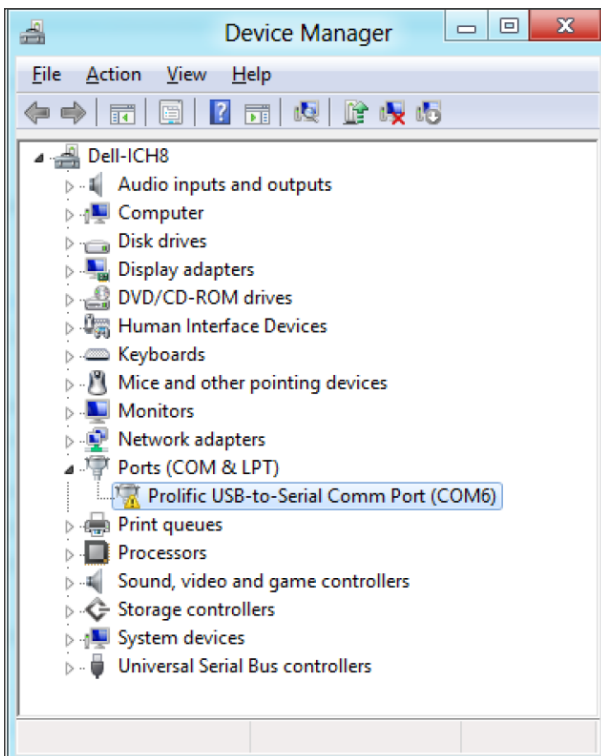 Device Manager
File Action View Help
Dell-ICH8
Audio inputs and outputs
Computer
Disk drives
Display adapters
DVD/CD-ROM drives
Human Interface Devices
Keyboards
Mice and other pointing devices
Monitors
Network adapters
Ports (COM & LPT)
Prolific USB-to-Serial Comm Port (COM6)
Print queues
Processors
Sound, video and game controllers
Storage controllers
System devices
Universal Serial Bus controllers